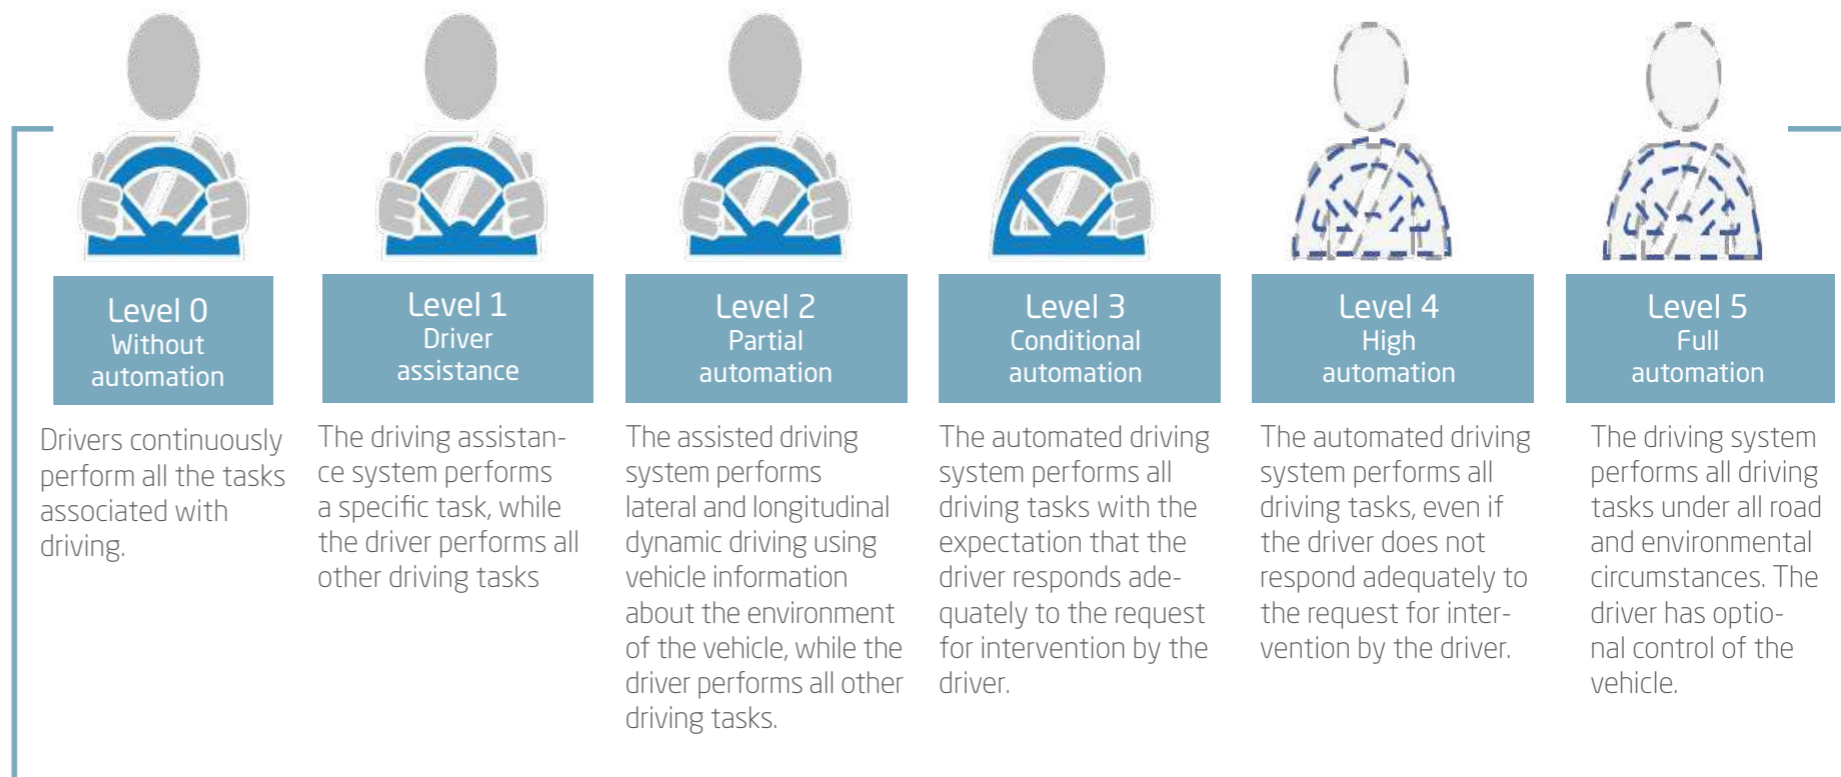 Level 0
Without
automation
Drivers continuously
perform all the tasks
associated with
driving.
Level 1
Driver
assistance
The driving assistan-
ce system performs
a specific task, while
the driver performs all
other driving tasks
Level 2
Partial
automation
The assisted driving
system performs
lateral and longitudinal
dynamic driving using
vehicle information
about the environment
of the vehicle, while the
driver performs all other
driving tasks.
Level 3
Conditional
automation
The automated driving
system performs all
driving tasks with the
expectation that the
driver responds ade-
quately to the request
for intervention by the
driver.
Level 4
High
automation
The automated driving
system performs all
driving tasks, even if
the driver does not
respond adequately to
the request for inter-
vention by the driver.
Level 5
Full
automation
The driving system
performs all driving
tasks under all road
and environmental
circumstances. The
driver has optio-
nal control of the
vehicle.